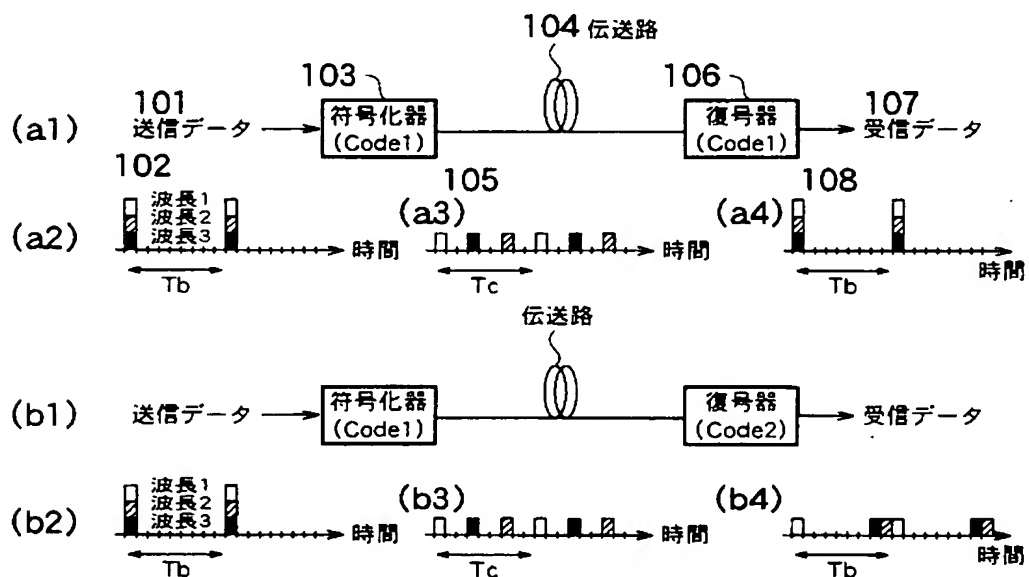 104 伝送路
103
106
101
107
(a1)
送信データ
符号化器
(Code1)
復号器
(Code1)
受信データ
102
105
108
(a2)
波長1
波長2
波長3
時間
Tb
(a3)
時間
Tc
(a4)
時間
Tb
伝送路
(b1)
送信データ
符号化器
(Code1)
復号器
(Code2)
受信データ
(b2)
波長1
波長2
波長3
時間
Tb
(b3)
時間
Tc
(b4)
時間
Tb